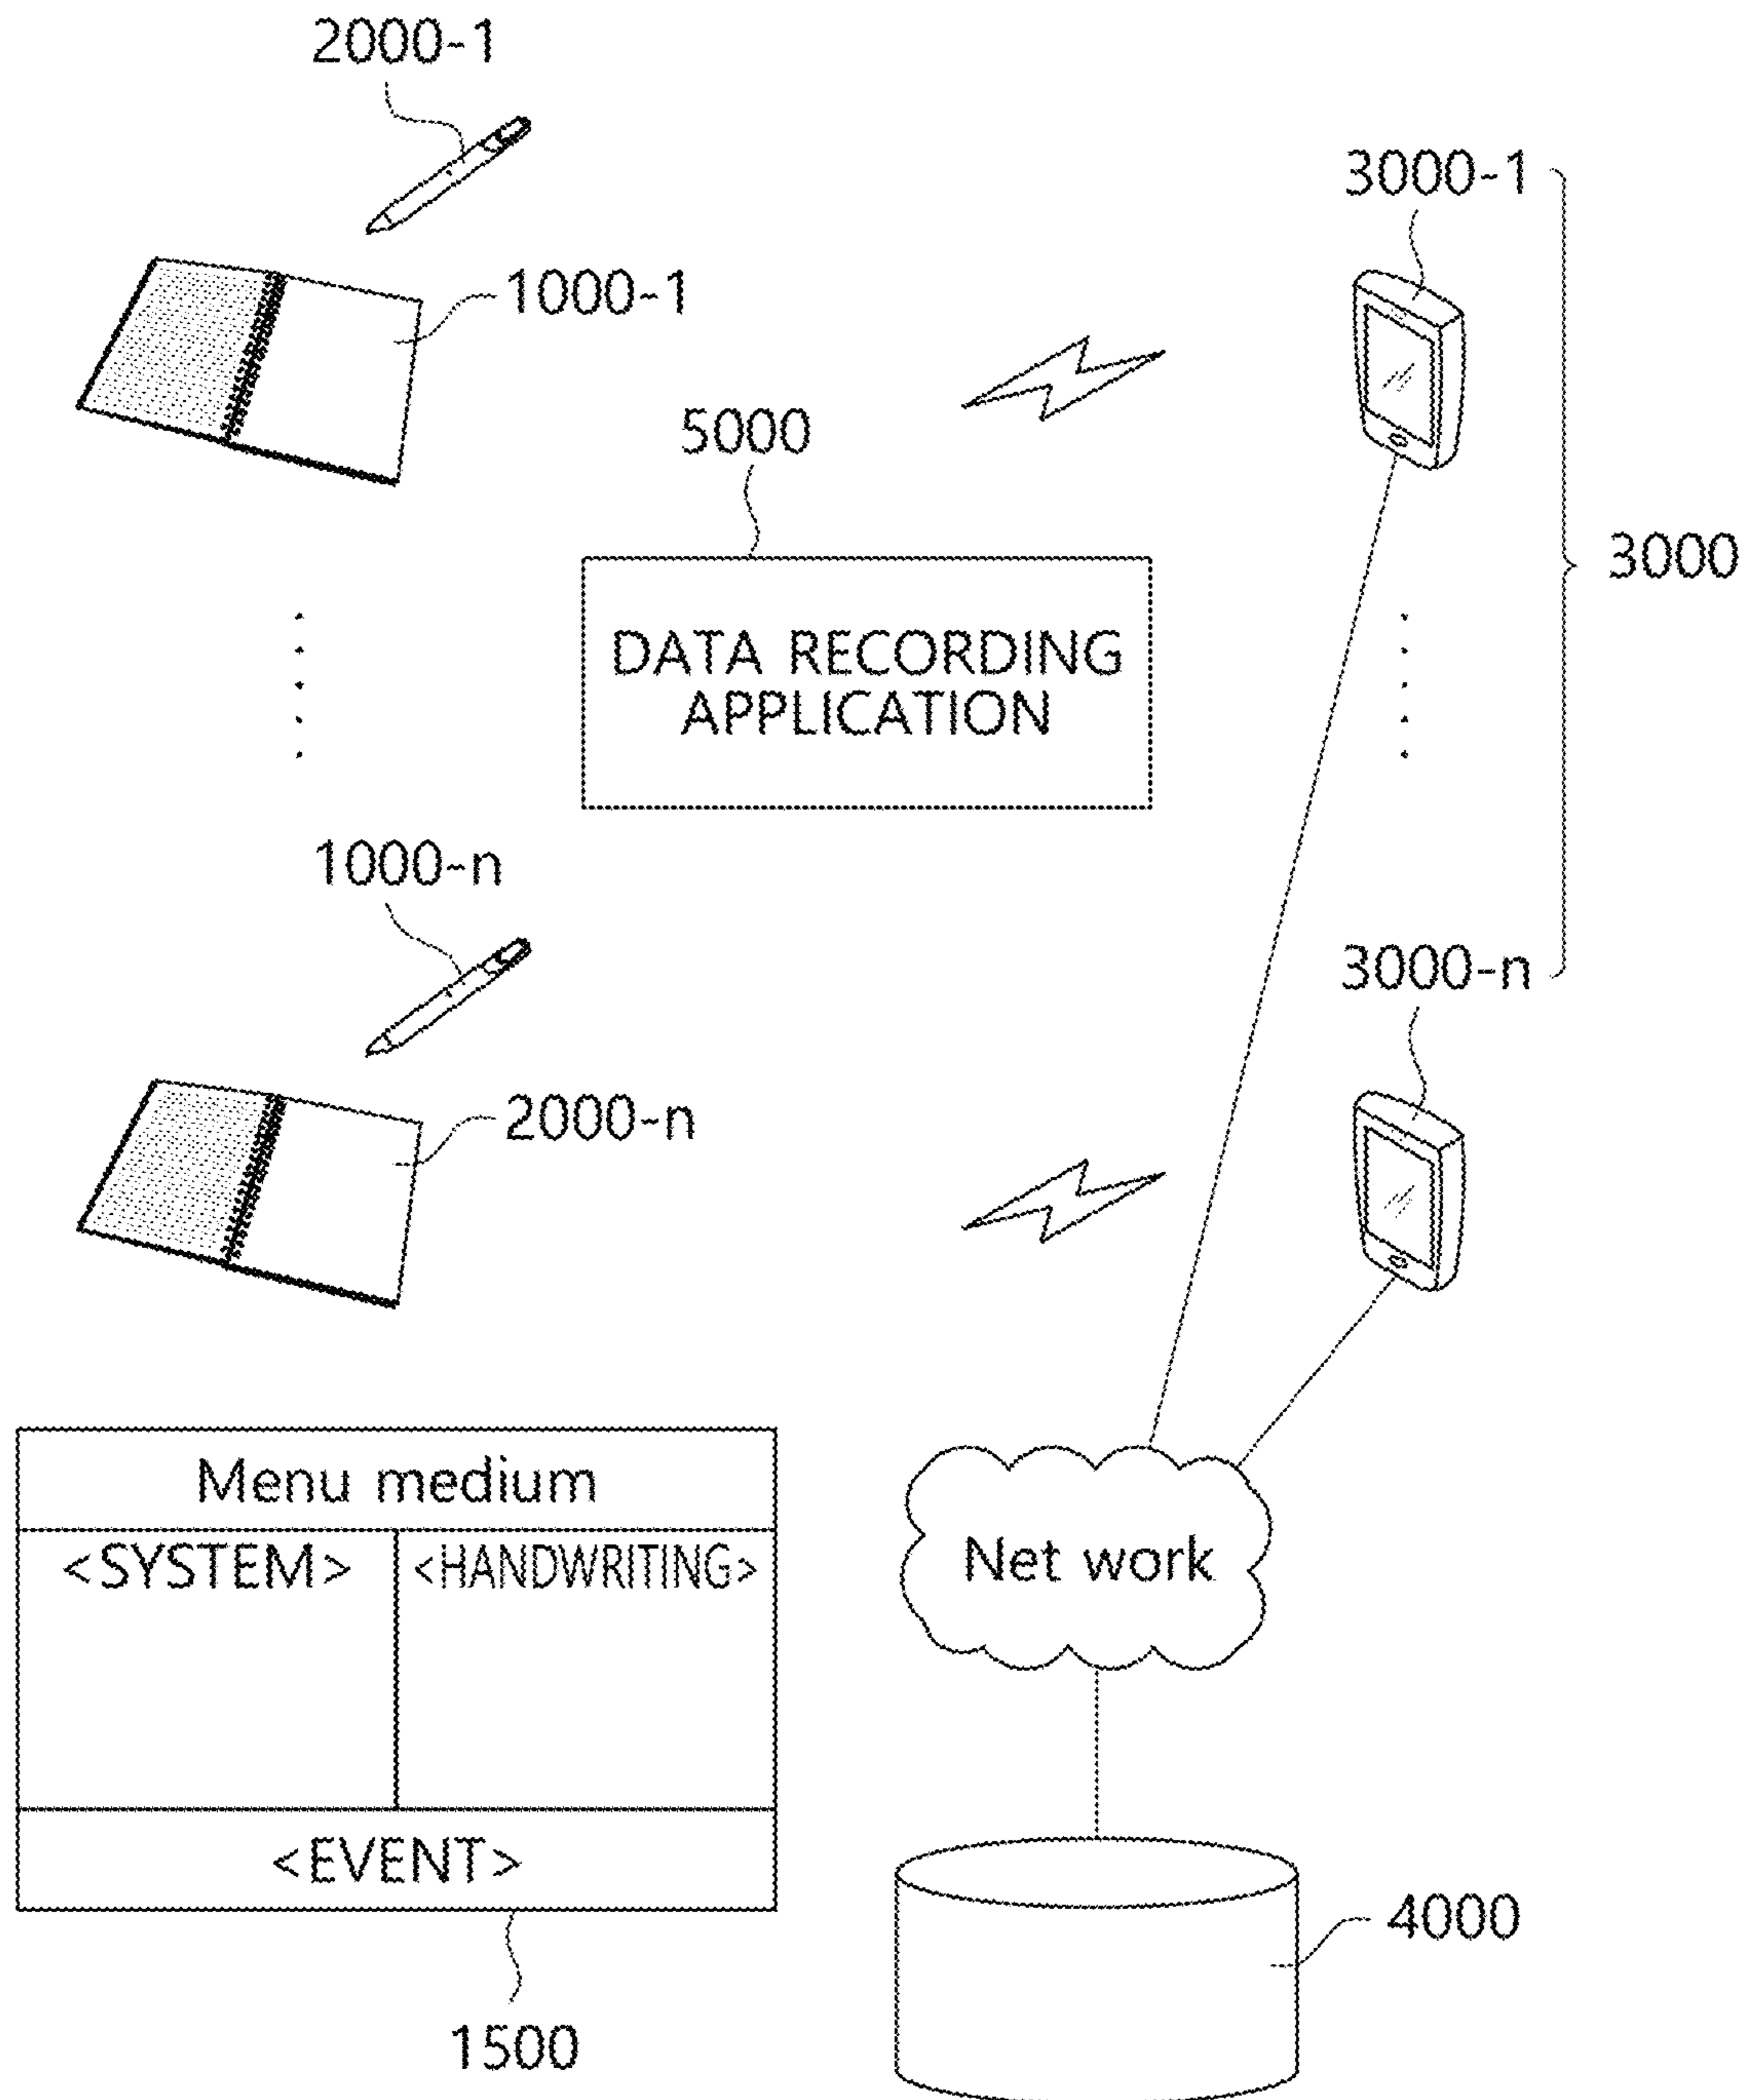 2000-1
3000-1
1000-1
5000
3000
DATA RECORDING
APPLICATION
1000-n
3000-n
2000-n
Menu medium
<SYSTEM>
<HANDWRITING>
Net work
<EVENT>
4000
1500